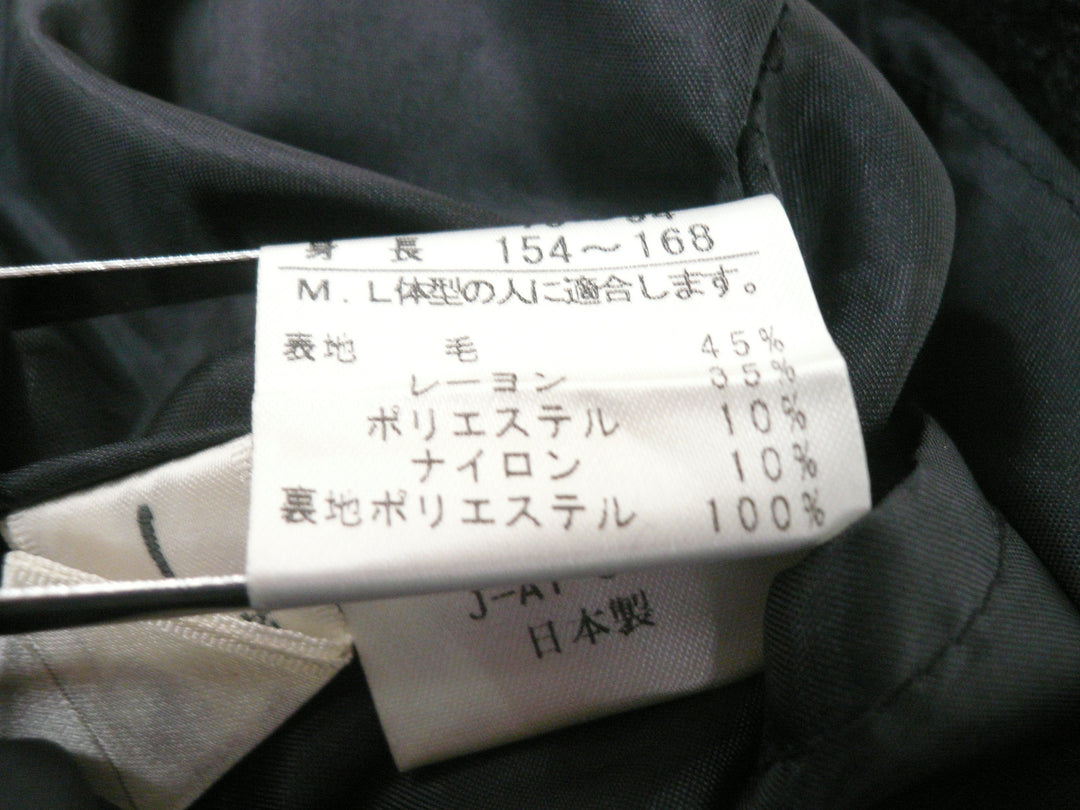 身 長 154〜168
M．L体型の人に適合します。
表地 毛 45%
レーヨン 35%
ポリエステル 10%
ナイロン 10%
裏地ポリエステル 100%
日本製